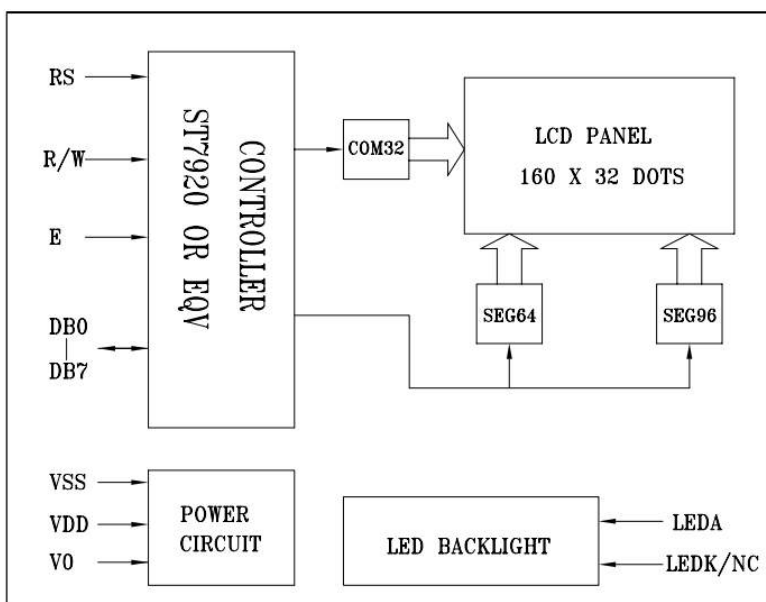 RS
R/W
E
DB0
DB7
CONTROLLER
ST7920 OR EQV
COM32
LCD PANEL
160 X 32 DOTS
SEG64
SEG96
VSS
VDD
V0
POWER
CIRCUIT
LED BACKLIGHT
LEDA
LEDK/NC